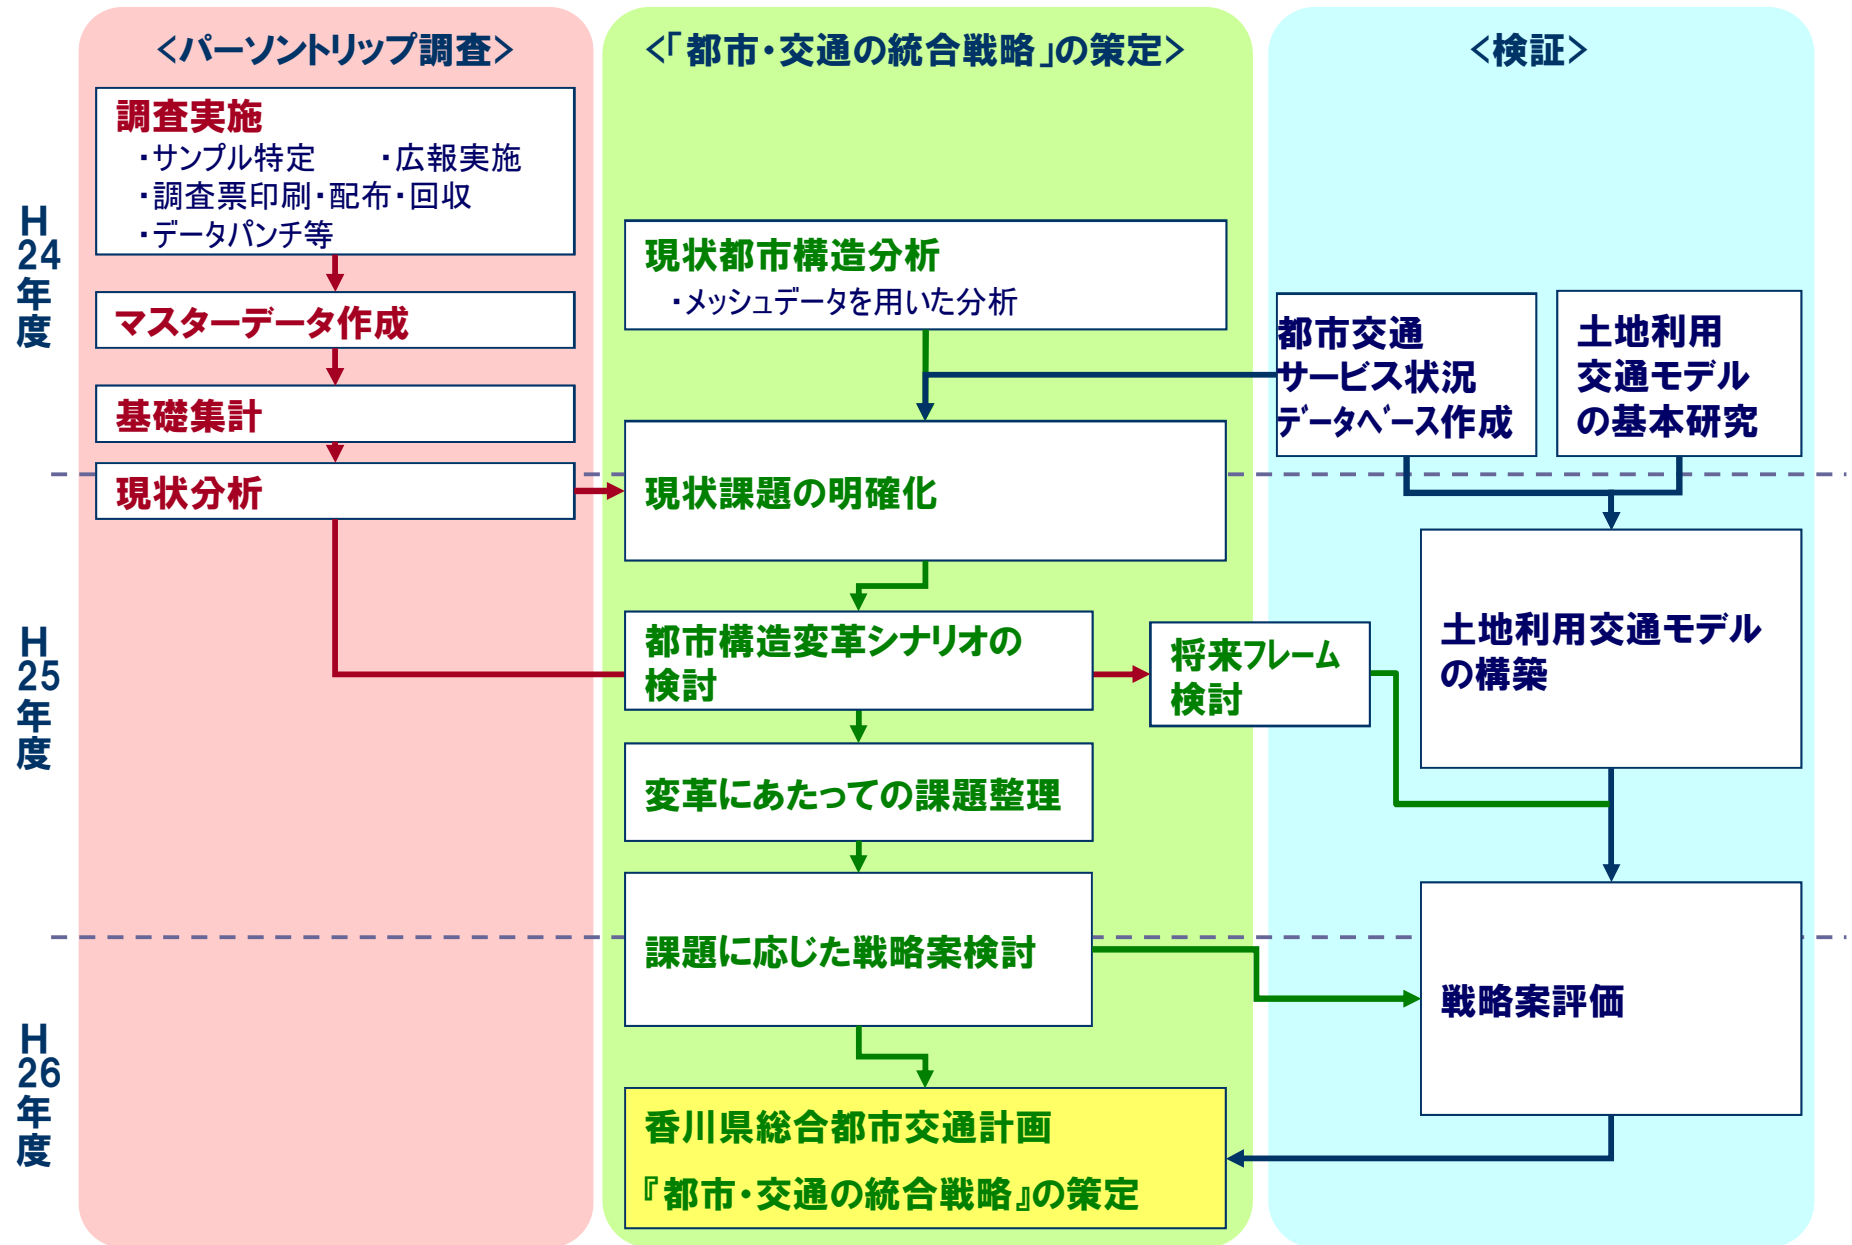 <パーソントリップ調査>
調査実施
・サンプル特定　　・広報実施
・調査票印刷・配布・回収
・データパンチ等
マスターデータ作成
基礎集計
現状分析
<「都市・交通の統合戦略」の策定>
現状都市構造分析
・メッシュデータを用いた分析
現状課題の明確化
都市構造変革シナリオの
検討
将来フレーム
検討
変革にあたっての課題整理
課題に応じた戦略案検討
香川県総合都市交通計画
『都市・交通の統合戦略』の策定
<検証>
都市交通
サービス状況
データベース作成
土地利用
交通モデル
の基本研究
土地利用交通モデル
の構築
戦略案評価
H24年度
H25年度
H26年度